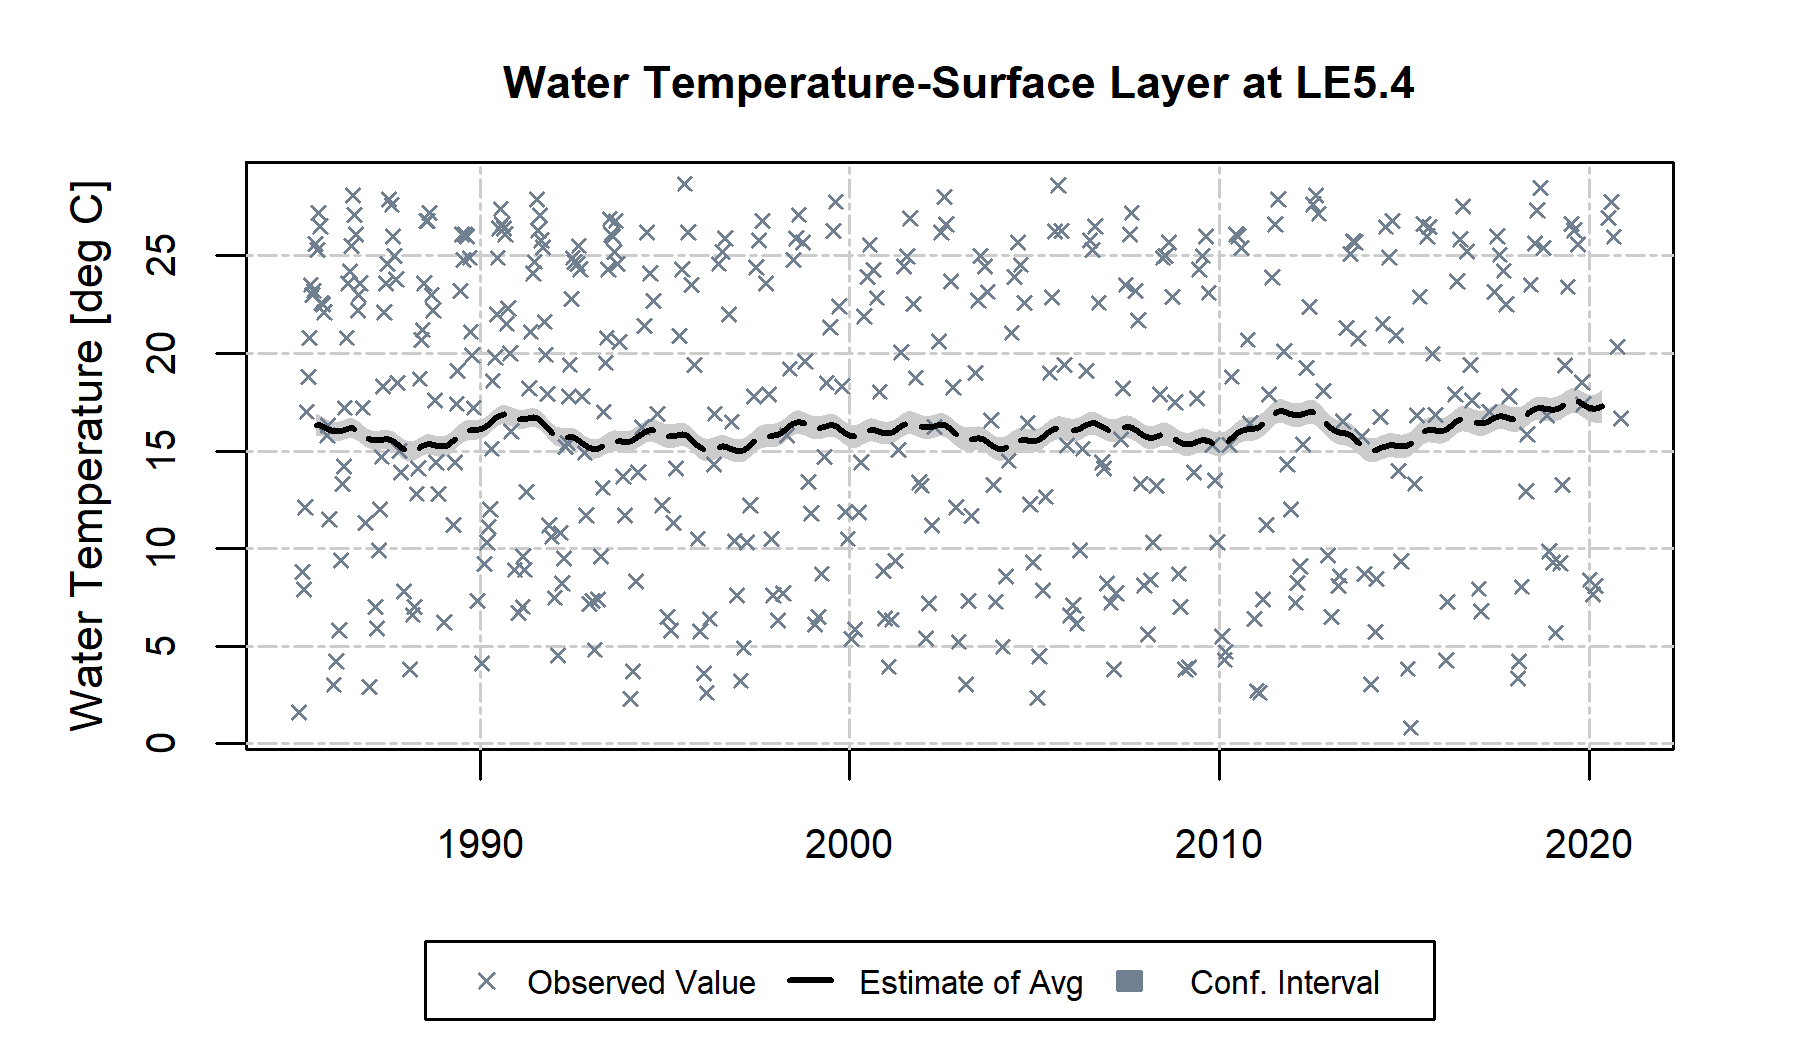 Water Temperature-Surface Layer at LE5.4
Water Temperature [deg C]
25
20
15
10
5
0
1990 2000 2010 2020
Observed Value Estimate of Avg Conf. Interval